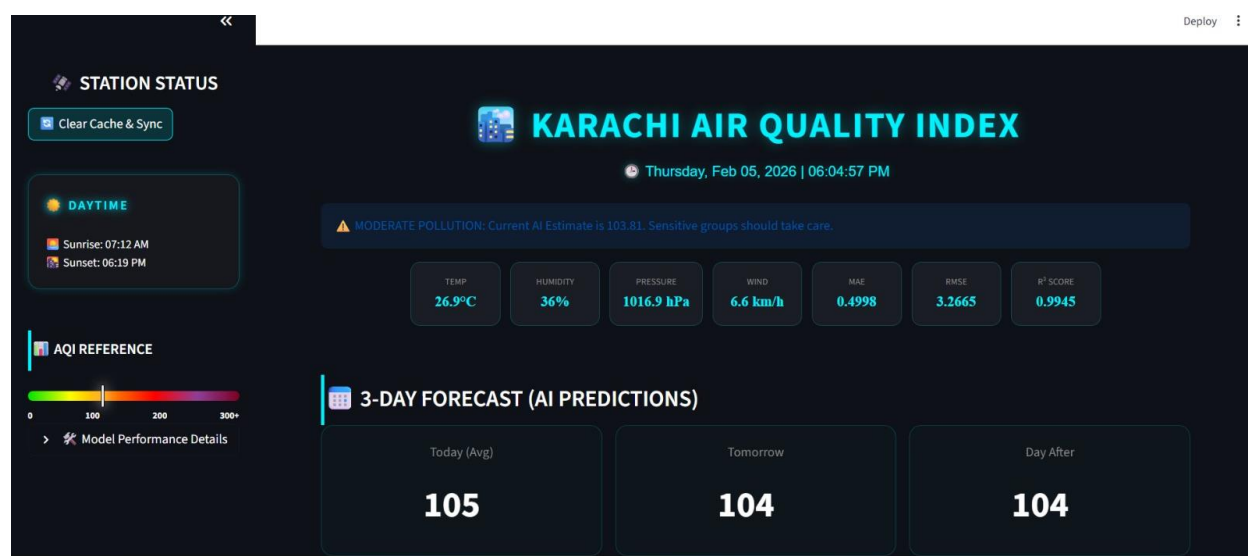 Deploy
STATION STATUS
Clear Cache & Sync
DAYTIME
Sunrise: 07:12 AM
Sunset: 06:19 PM
AQI REFERENCE
0 100 200 300+
Model Performance Details
KARACHI AIR QUALITY INDEX
Thursday, Feb 05, 2026 | 06:04:57 PM
MODERATE POLLUTION: Current AI Estimate is 103.81. Sensitive groups should take care.
TEMP HUMIDITY PRESSURE WIND MAE RMSE R² SCORE
26.9°C 36% 1016.9 hPa 6.6 km/h 0.4998 3.2665 0.9945
3-DAY FORECAST (AI PREDICTIONS)
Today (Avg) Tomorrow Day After
105 104 104